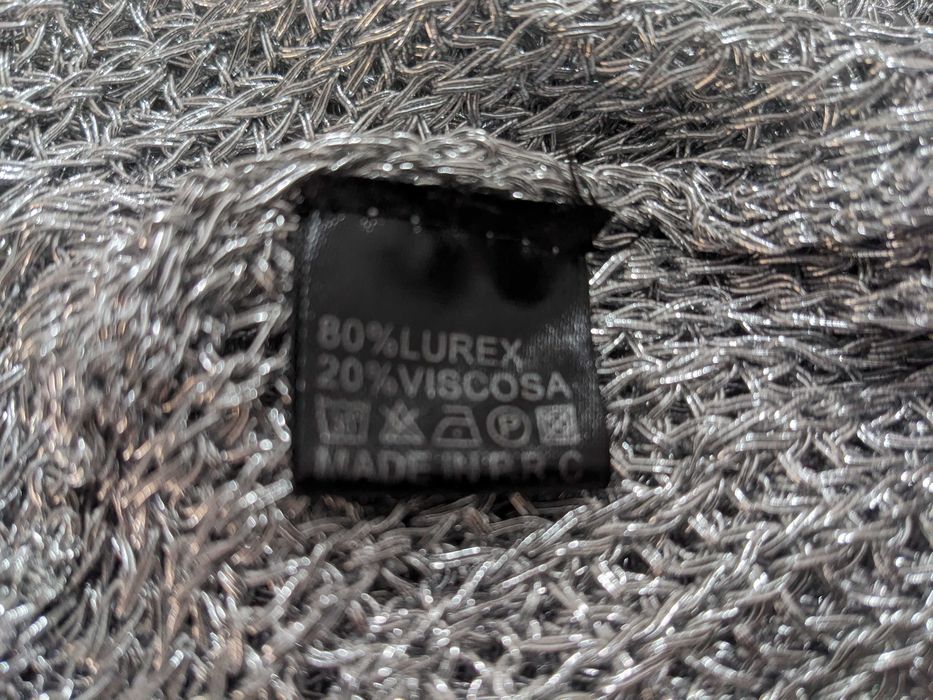 80%LUREX
20%VISCOSA
P
MADE IN P.R.C